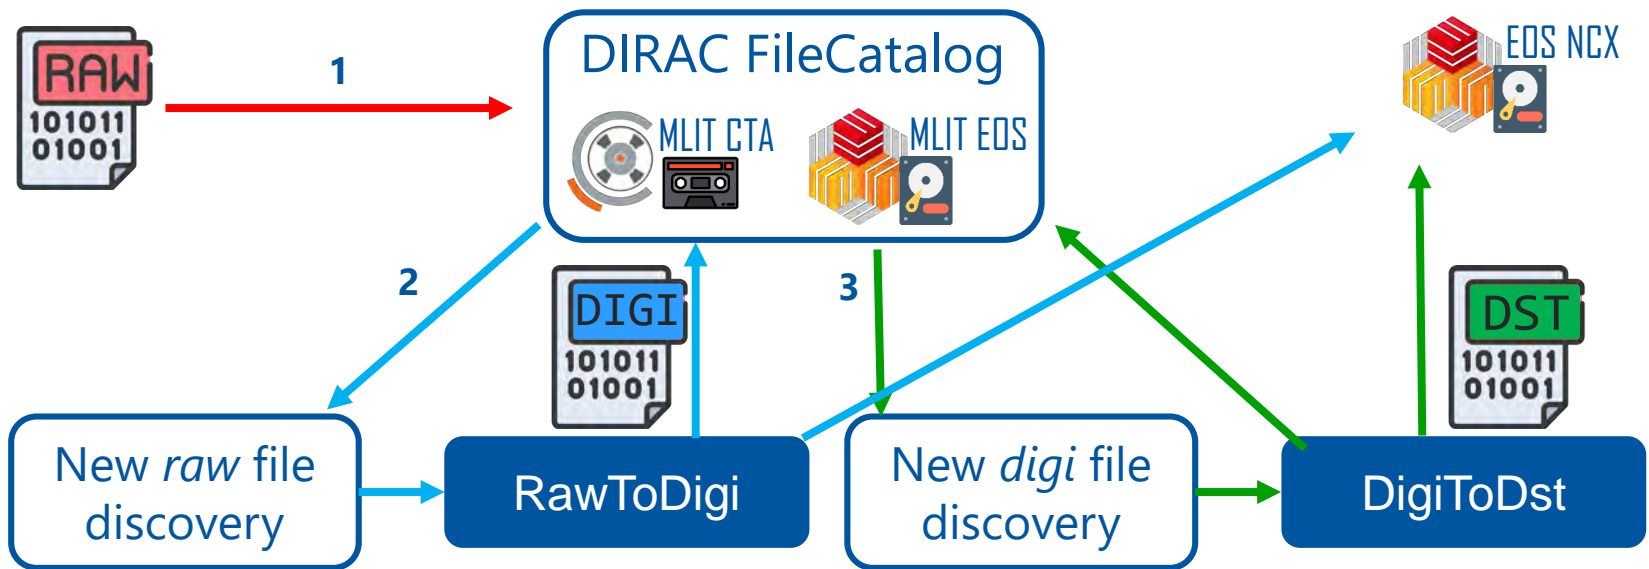 RAW
101011
01001
1
DIRAC FileCatalog
MLIT CTA
MLIT EOS
EOS NCX
2
DIGI
101011
01001
3
DST
101011
01001
New raw file
discovery
RawToDigi
New digi file
discovery
DigiToDst